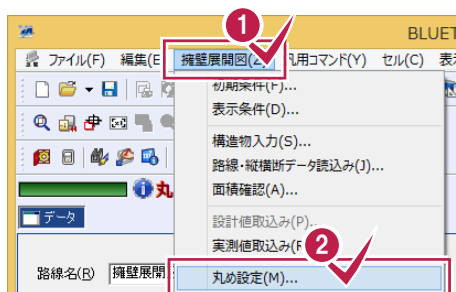 1
BLUET
ファイル(F) 編集(E 擁壁展開図(Z) 汎用コマンド(Y) セル(C) 表示
初期条件(F)...
表示条件(D)...
構造物入力(S)...
路線・縦横断データ読込み(J)...
面積確認(A)...
丸
データ
設計値取込み(P)..
実測値取込み(F
2
路線名(R) 擁壁展開
丸め設定(M)...